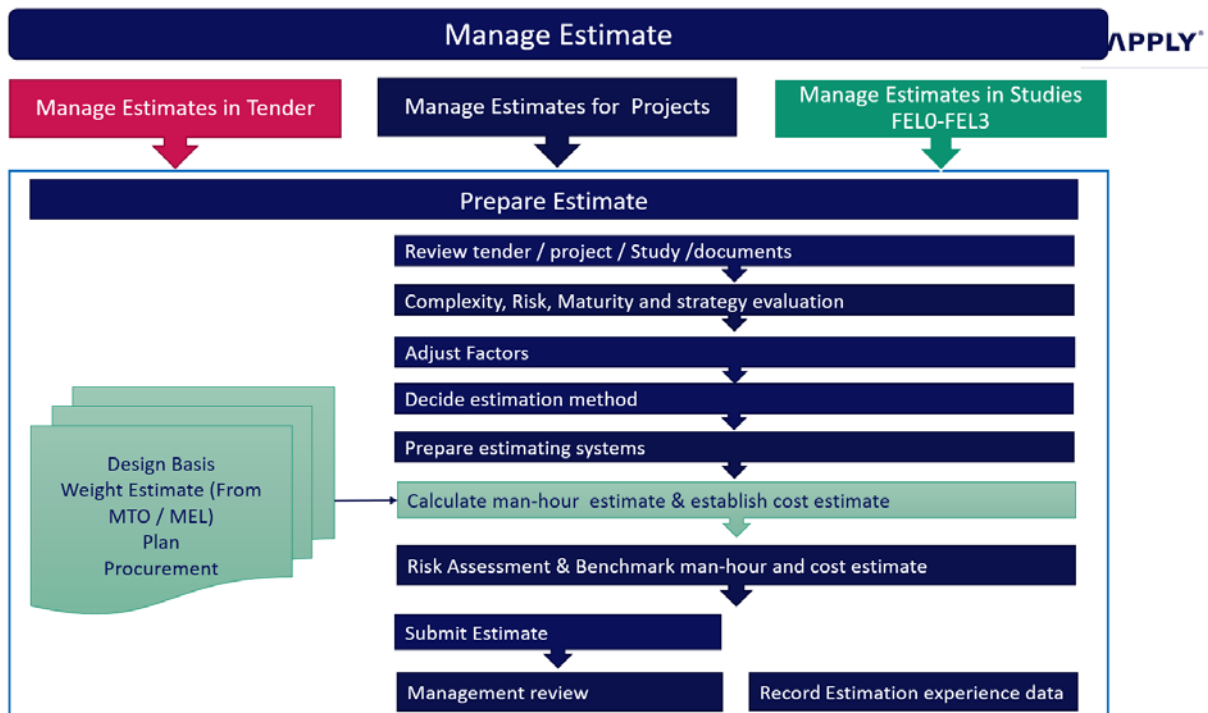 Manage Estimate
APPLY®
Manage Estimates in Tender
Manage Estimates for Projects
Manage Estimates in Studies
FEL0-FEL3
Prepare Estimate
Review tender / project / Study /documents
Complexity, Risk, Maturity and strategy evaluation
Adjust Factors
Decide estimation method
Prepare estimating systems
Design Basis
Weight Estimate (From
MTO / MEL)
Plan
Procurement
Calculate man-hour estimate & establish cost estimate
Risk Assessment & Benchmark man-hour and cost estimate
Submit Estimate
Management review
Record Estimation experience data